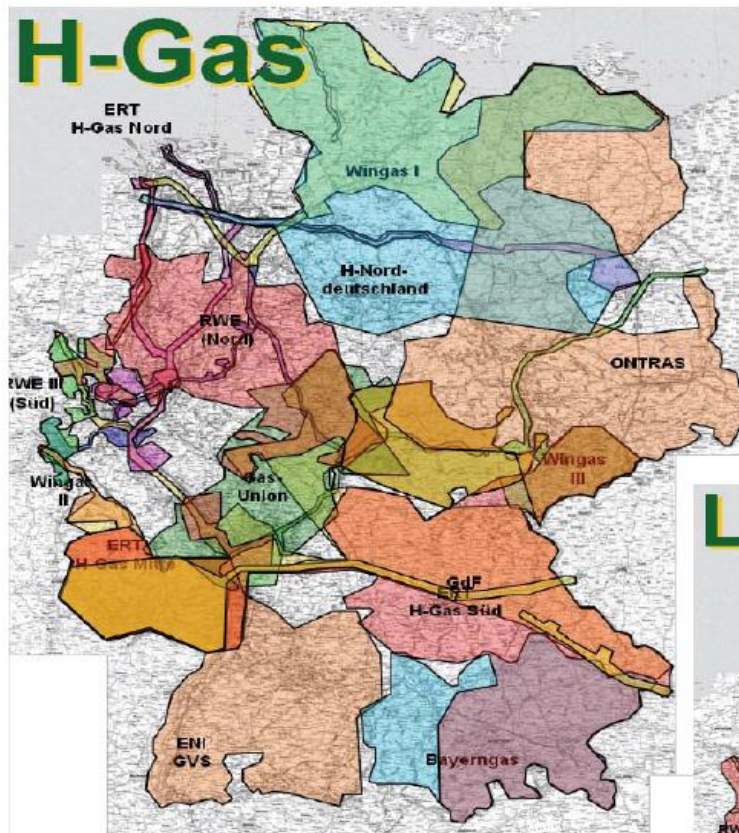 H-Gas
ERT
H-Gas Nord
Wingas I
H-Nord-
deutschland
RWE I
(Nord)
ONTRAS
RWE III
(Süd)
Wingas
II
Gas-
Union
Wingas
III
ERT
H-Gas Mitte
GdF
ERT
H-Gas Süd
ENI
GVS
Bayerngas
L